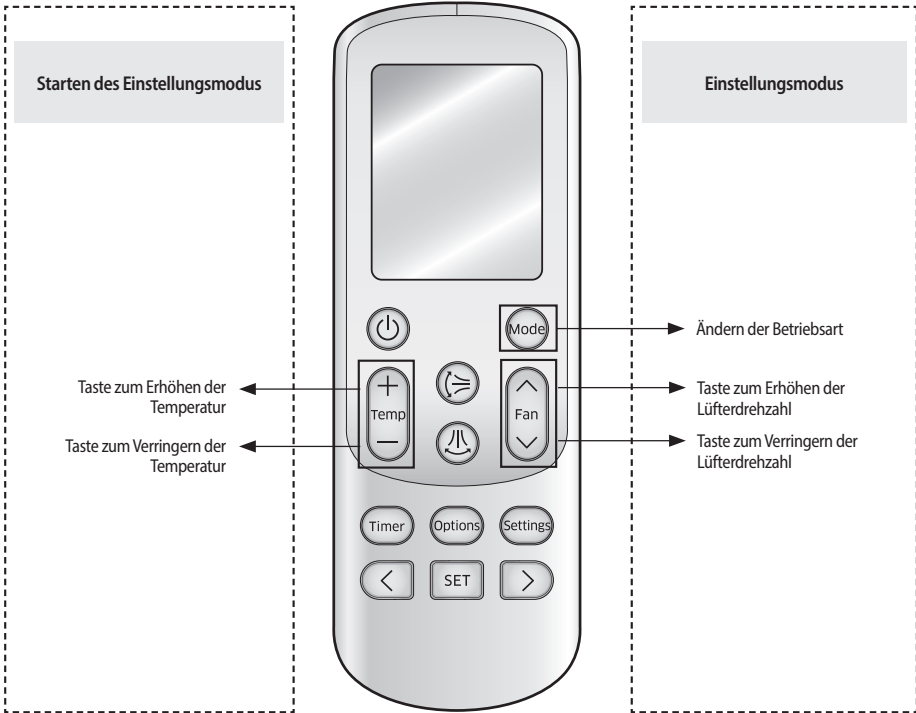 Starten des Einstellungsmodus
Einstellungsmodus
Mode
Ändern der Betriebsart
Taste zum Erhöhen der
Temperatur
Temp
Fan
Taste zum Erhöhen der
Lüfterdrehzahl
Taste zum Verringern der
Temperatur
Taste zum Verringern der
Lüfterdrehzahl
Timer
Options
Settings
SET